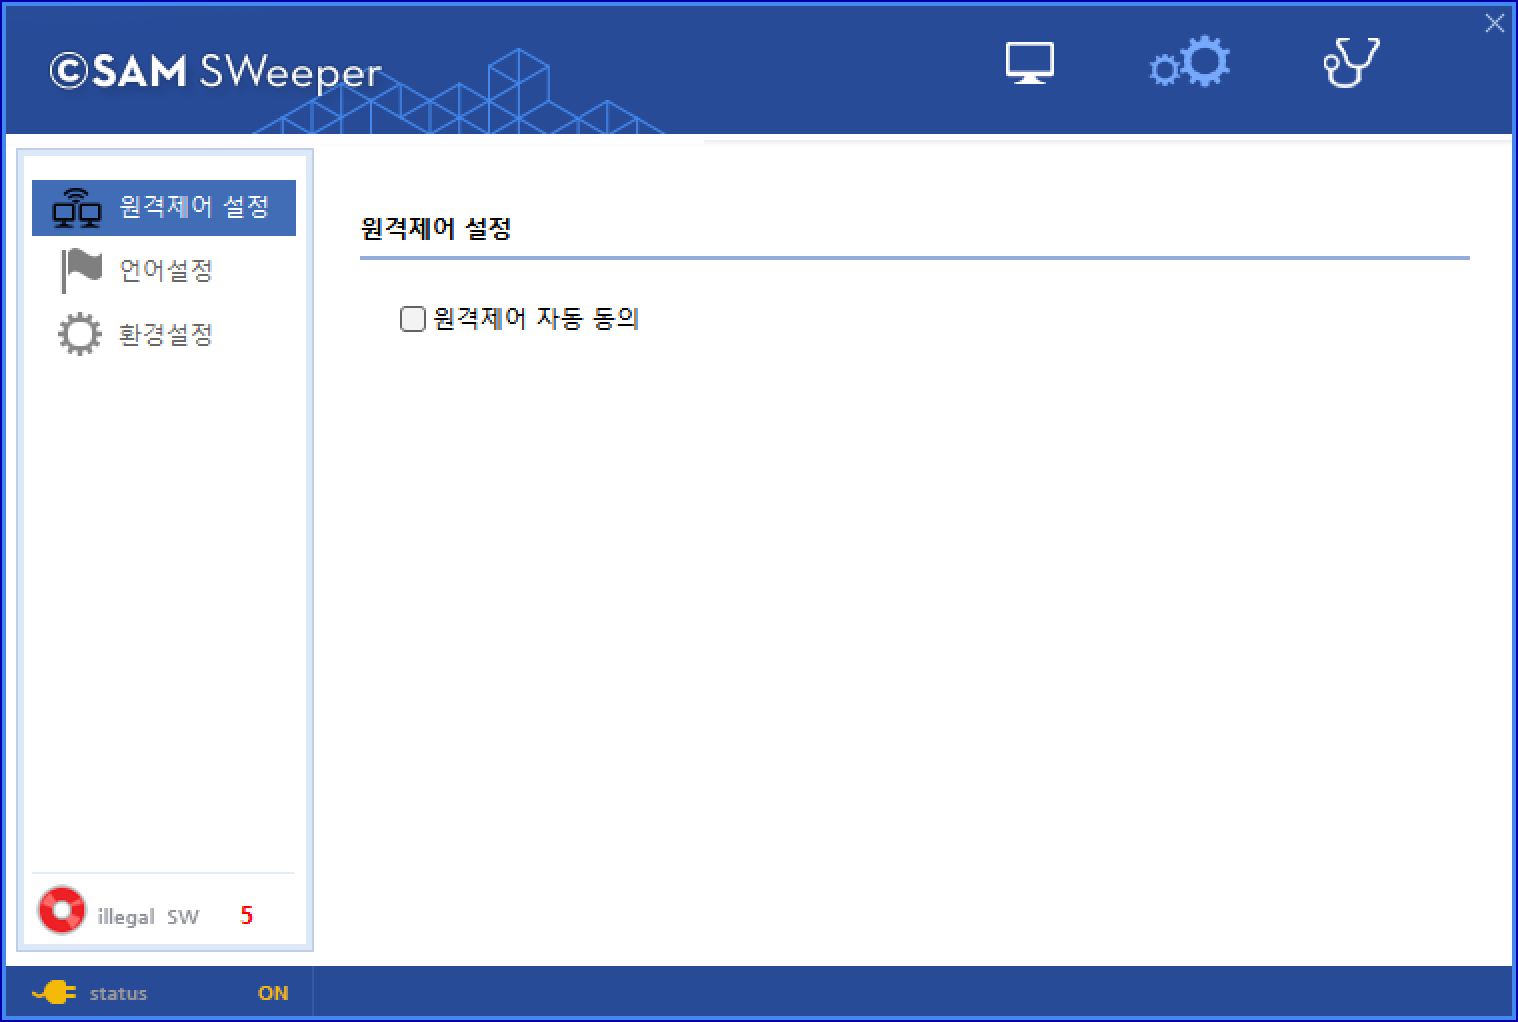 ©SAM SWeeper
원격제어 설정
언어설정
환경설정
원격제어 설정
원격제어 자동 동의
illegal SW 5
status ON